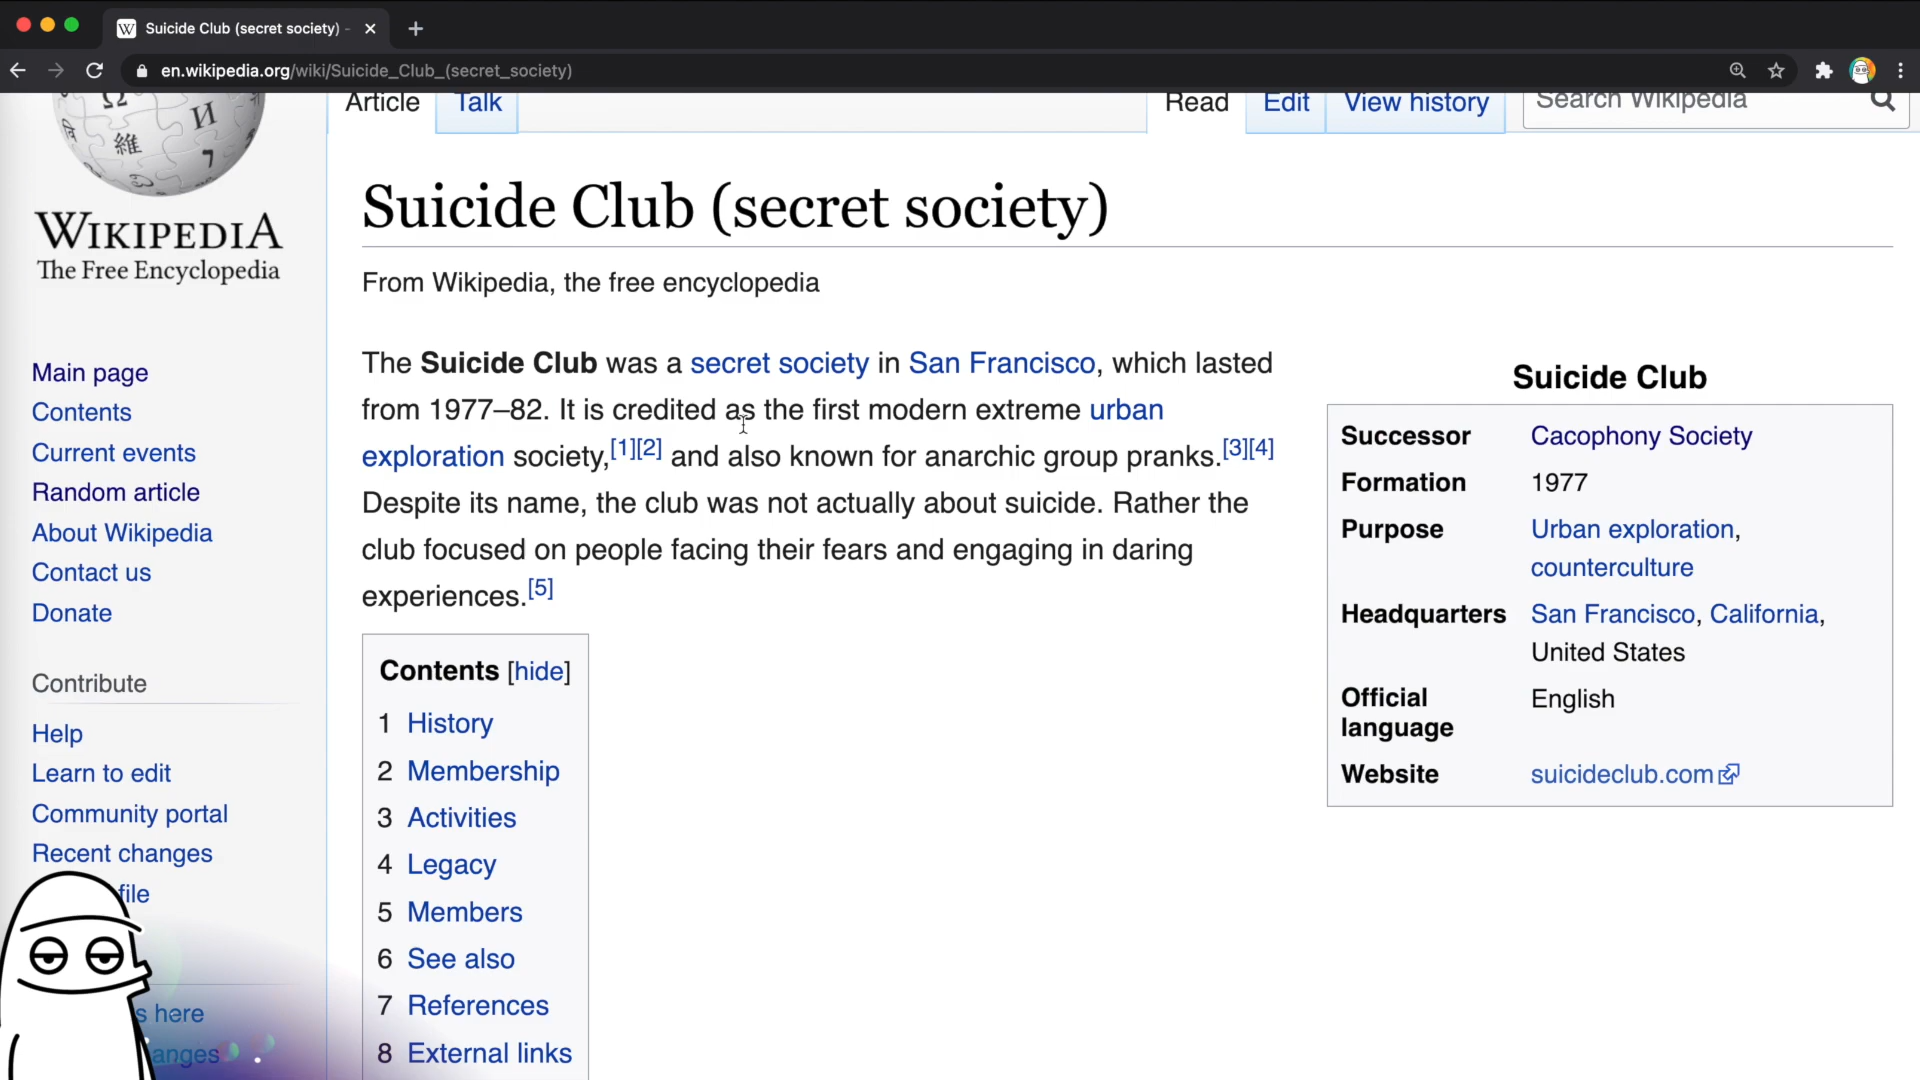 Suicide Club (secret society) -
en.wikipedia.org/wiki/Suicide_Club_(secret_society)
Article Talk Read Edit View history Search Wikipedia
Ω И 維 7
WIKIPEDIA
The Free Encyclopedia
Main page
Contents
Current events
Random article
About Wikipedia
Contact us
Donate
Contribute
Help
Learn to edit
Community portal
Recent changes
file
s here
anges
Suicide Club (secret society)
From Wikipedia, the free encyclopedia
The Suicide Club was a secret society in San Francisco, which lasted
from 1977–82. It is credited as the first modern extreme urban
exploration society,[1][2] and also known for anarchic group pranks.[3][4]
Despite its name, the club was not actually about suicide. Rather the
club focused on people facing their fears and engaging in daring
experiences.[5]
Contents [hide]
1 History
2 Membership
3 Activities
4 Legacy
5 Members
6 See also
7 References
8 External links
Suicide Club
Successor Cacophony Society
Formation 1977
Purpose Urban exploration,
counterculture
Headquarters San Francisco, California,
United States
Official English
language
Website suicideclub.com